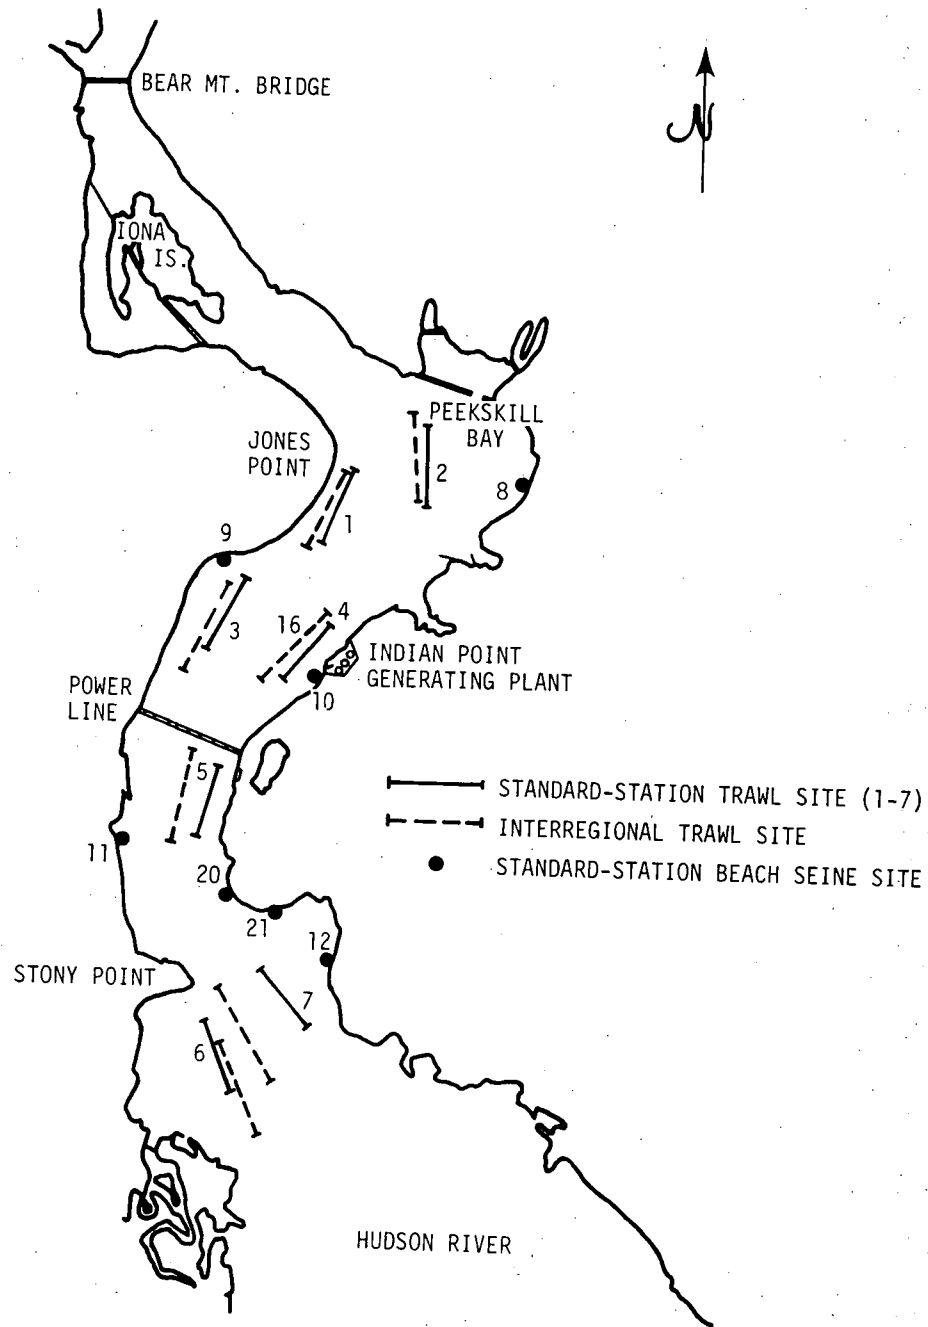 BEAR MT. BRIDGE
N
IONA
IS.
PEEKSKILL
BAY
JONES
POINT
2
8
1
9
4
16
3
INDIAN POINT
GENERATING PLANT
10
POWER
LINE
5
STANDARD-STATION TRAWL SITE (1-7)
INTERREGIONAL TRAWL SITE
11
STANDARD-STATION BEACH SEINE SITE
20
21
12
STONY POINT
7
6
HUDSON RIVER